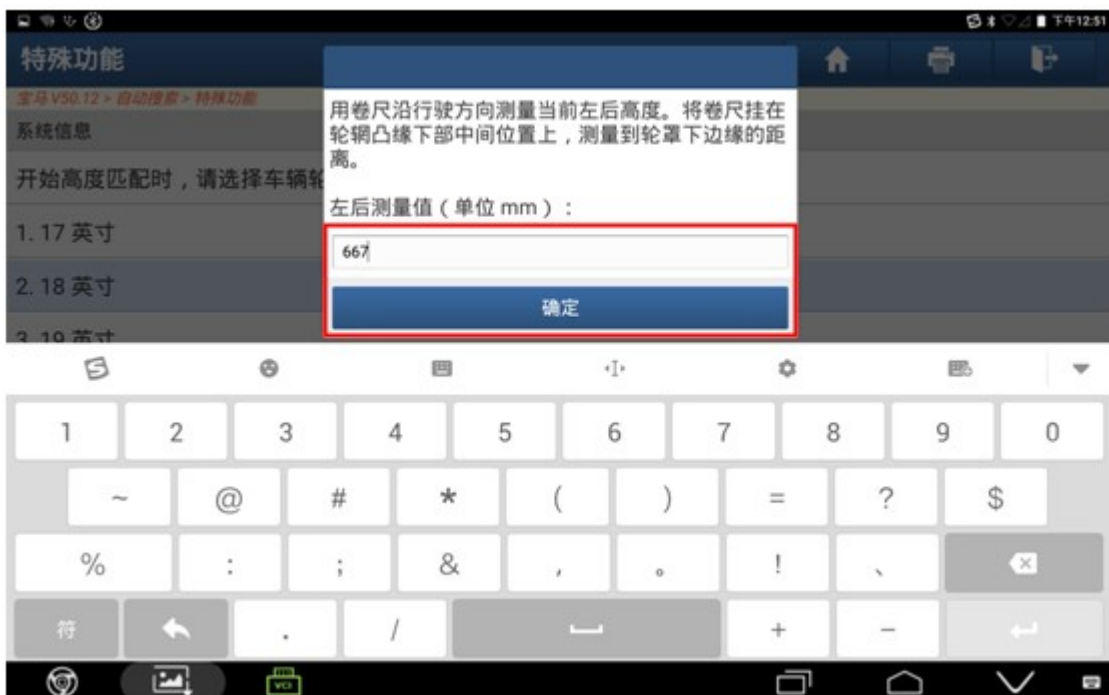 下午12:51
特殊功能
宝马 V50.12 > 自动搜索 > 特殊功能
系统信息
开始高度匹配时，请选择车辆轮
1. 17 英寸
2. 18 英寸
3. 19 英寸
用卷尺沿行驶方向测量当前左后高度。将卷尺挂在
轮辋凸缘下部中间位置上，测量到轮罩下边缘的距
离。
左后测量值（单位 mm）：
667
确定
1 2 3 4 5 6 7 8 9 0
~ @ # * ( ) = ? $
% : ; & , 。 ! 、
符 . / + -
VCI